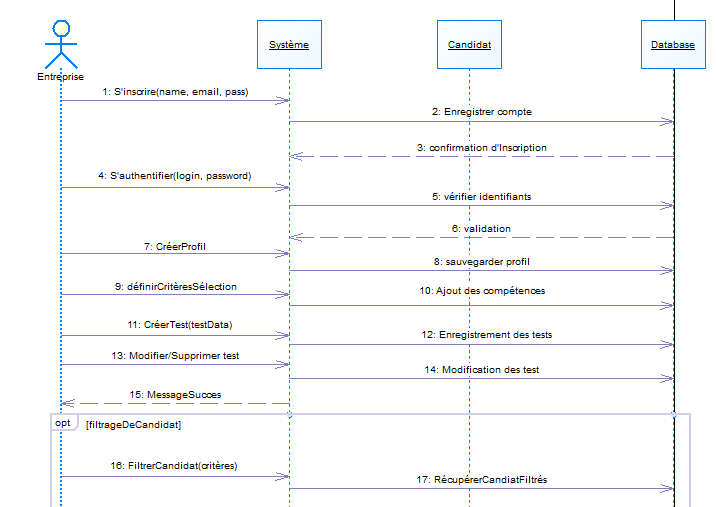 Entreprise
Système
Candidat
Database
1: S'inscrire(name, email, pass)
2: Enregistrer compte
3: confirmation d'Inscription
4: S'authentifier(login, password)
5: vérifier identifiants
6: validation
7: CréerProfil
8: sauvegarder profil
9: définirCritèresSélection
10: Ajout des compétences
11: CréerTest(testData)
12: Enregistrement des tests
13: Modifier/Supprimer test
14: Modification des test
15: MessageSucces
opt [filtrageDeCandidat]
16: FiltrerCandidat(critères)
17: RécupérerCandiatFiltrés